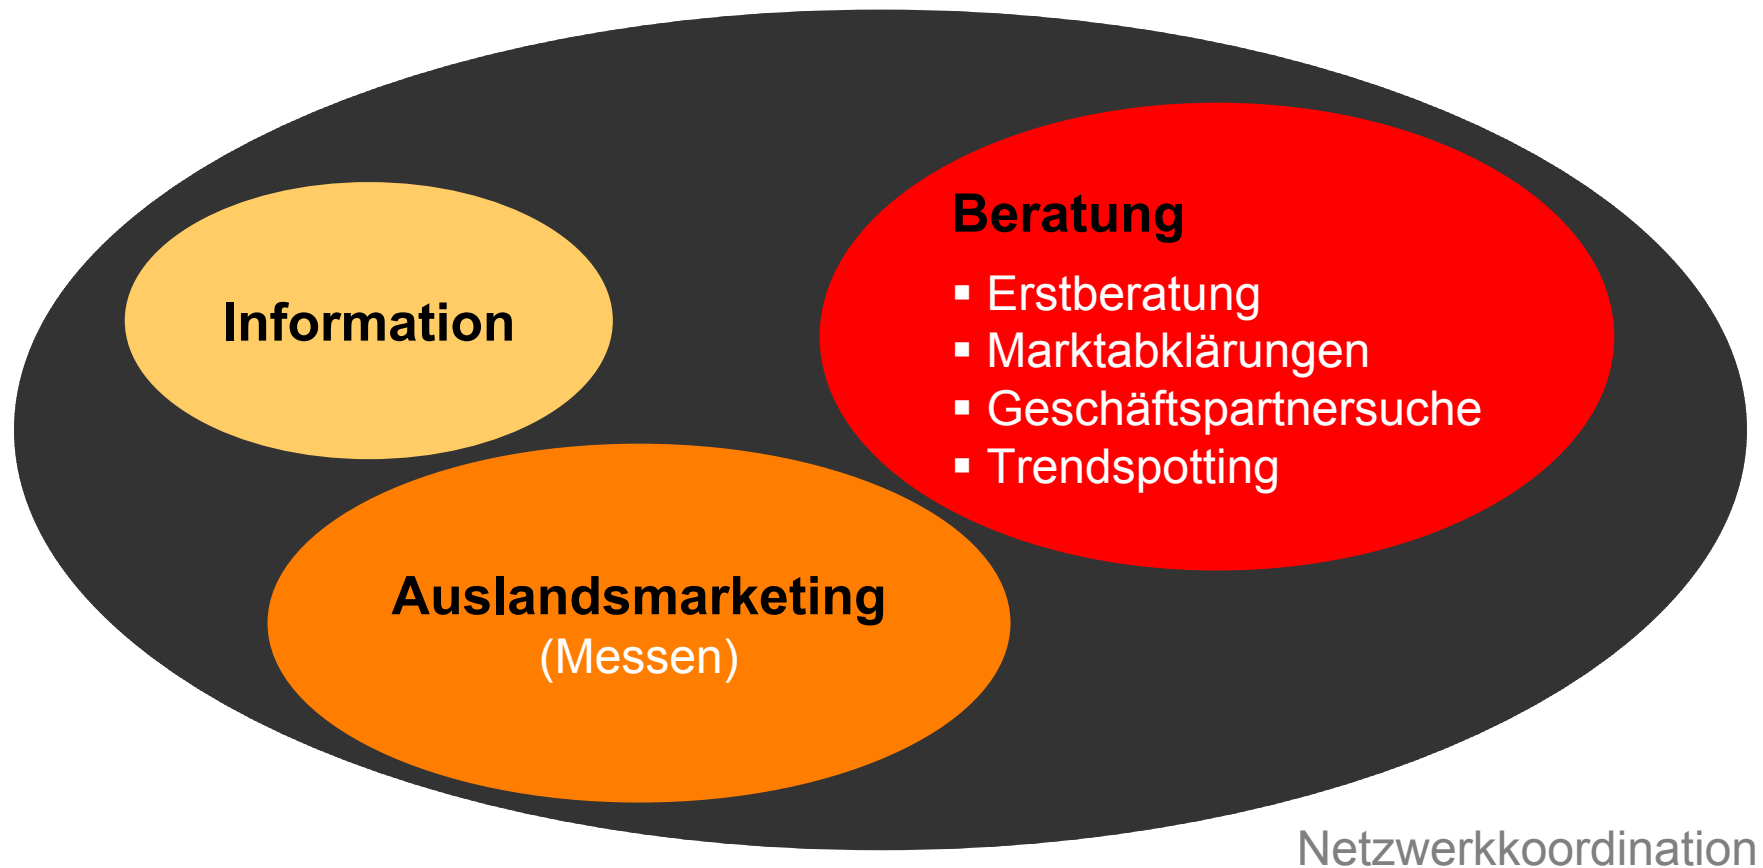 Information
Beratung
▪ Erstberatung
▪ Marktabklärungen
▪ Geschäftspartnersuche
▪ Trendspotting
Auslandsmarketing
(Messen)
Netzwerkkoordination